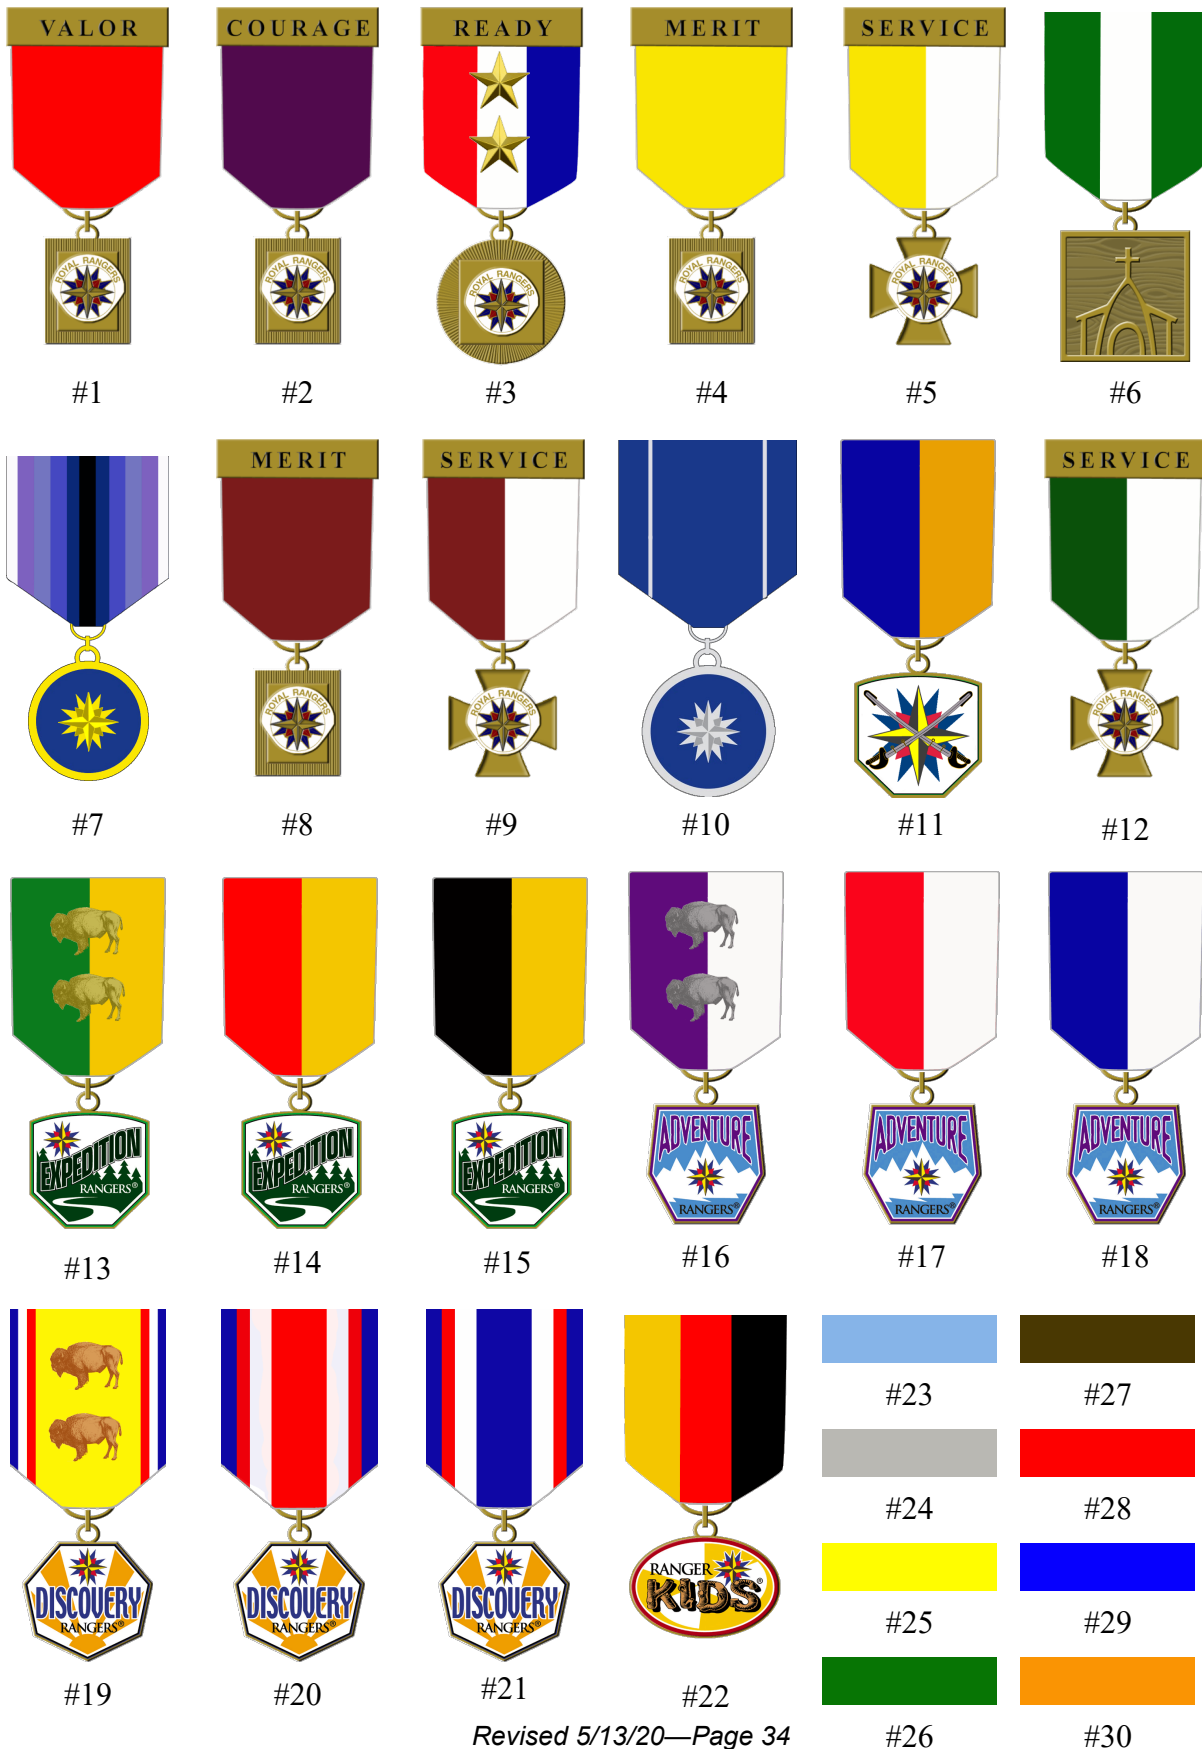 VALOR COURAGE READY MERIT SERVICE
ROYAL RANGERS ROYAL RANGERS ROYAL RANGERS ROYAL RANGERS ROYAL RANGERS
#1 #2 #3 #4 #5 #6
MERIT SERVICE SERVICE
ROYAL RANGERS ROYAL RANGERS ROYAL RANGERS
#7 #8 #9 #10 #11 #12
EXPEDITION EXPEDITION EXPEDITION ADVENTURE ADVENTURE ADVENTURE
RANGERS® RANGERS® RANGERS® RANGERS® RANGERS® RANGERS®
#13 #14 #15 #16 #17 #18
#23 #27
#24 #28
RANGER
KIDS®
DISCOVERY DISCOVERY DISCOVERY
RANGERS® RANGERS® RANGERS®
#25 #29
#19 #20 #21 #22
Revised 5/13/20—Page 34
#26 #30